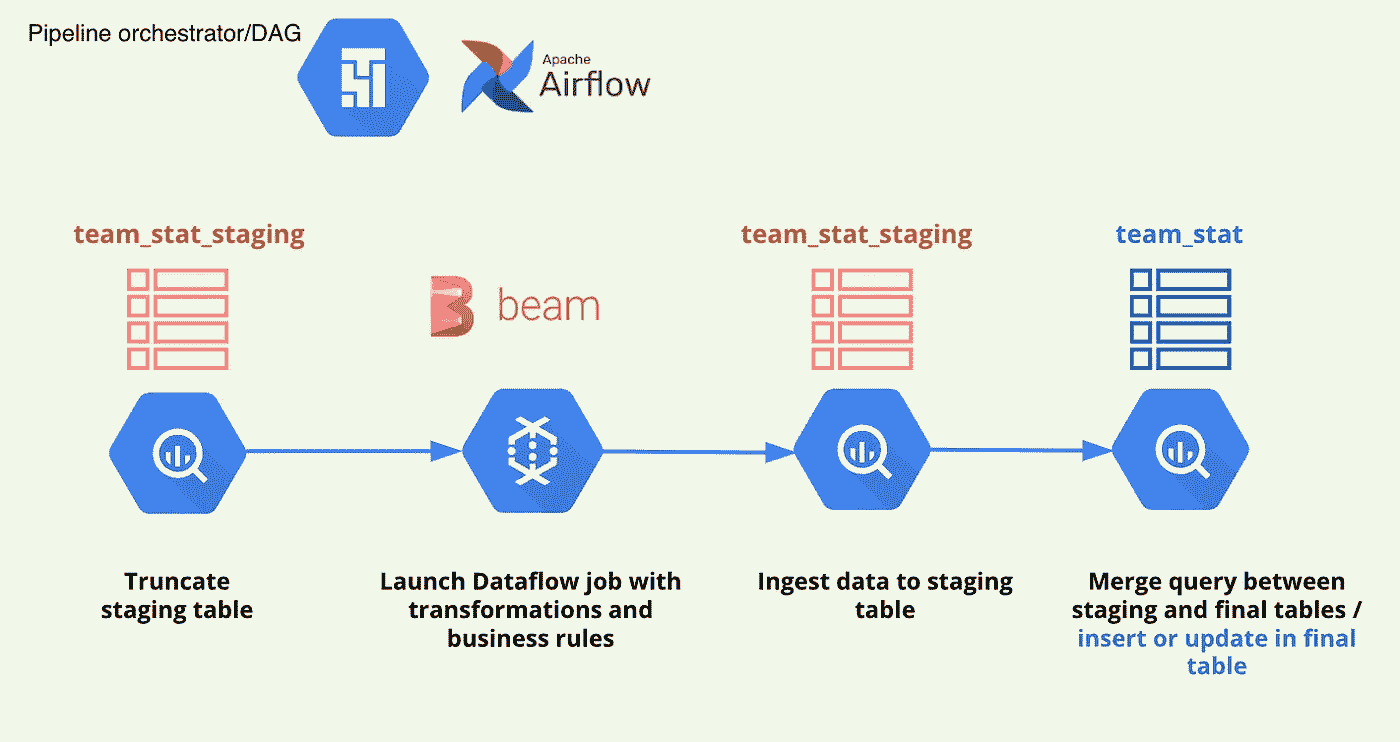 Pipeline orchestrator/DAG
Apache
Airflow
team_stat_staging
team_stat_staging
team_stat
beam
Truncate
staging table
Launch Dataflow job with
transformations and
business rules
Ingest data to staging
table
Merge query between
staging and final tables /
insert or update in final
table